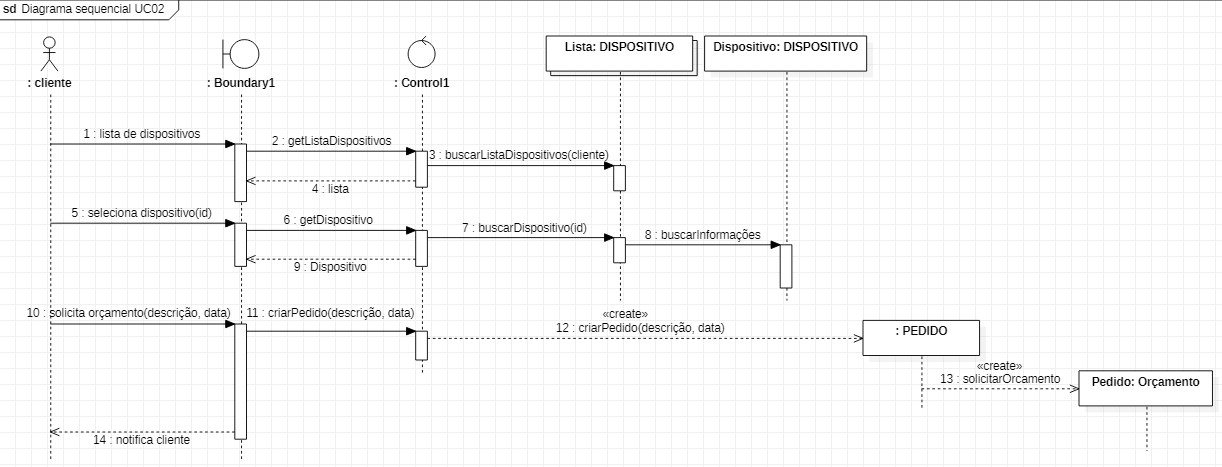 sd Diagrama sequencial UC02
: cliente
: Boundary1
: Control1
Lista: DISPOSITIVO
Dispositivo: DISPOSITIVO
1 : lista de dispositivos
2 : getListaDispositivos
3 : buscarListaDispositivos(cliente)
4 : lista
5 : seleciona dispositivo(id)
6 : getDispositivo
7 : buscarDispositivo(id)
8 : buscarInformações
9 : Dispositivo
10 : solicita orçamento(descrição, data)
11 : criarPedido(descrição, data)
«create»
12 : criarPedido(descrição, data)
: PEDIDO
«create»
13 : solicitarOrcamento
Pedido: Orçamento
14 : notifica cliente